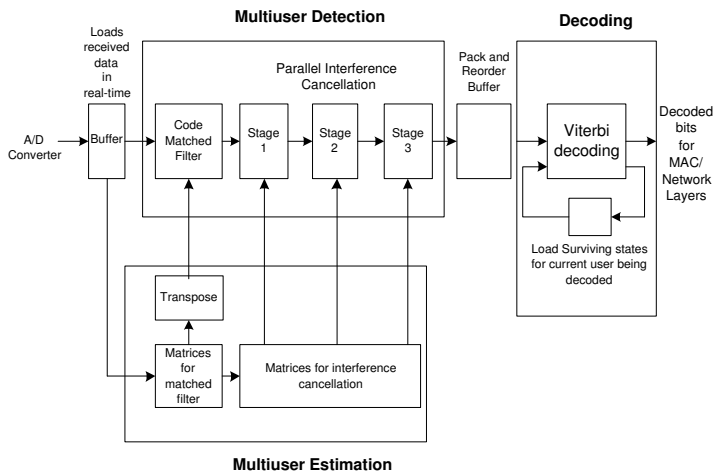 Multiuser Detection
Decoding
Loads
received
data
in
real-time
Parallel Interference
Cancellation
Pack and
Reorder
Buffer
A/D
Converter
Buffer
Code
Matched
Filter
Stage
1
Stage
2
Stage
3
Viterbi
decoding
Decoded
bits
for
MAC/
Network
Layers
Load Surviving states
for current user being
decoded
Transpose
Matrices
for
matched
filter
Matrices for interference
cancellation
Multiuser Estimation